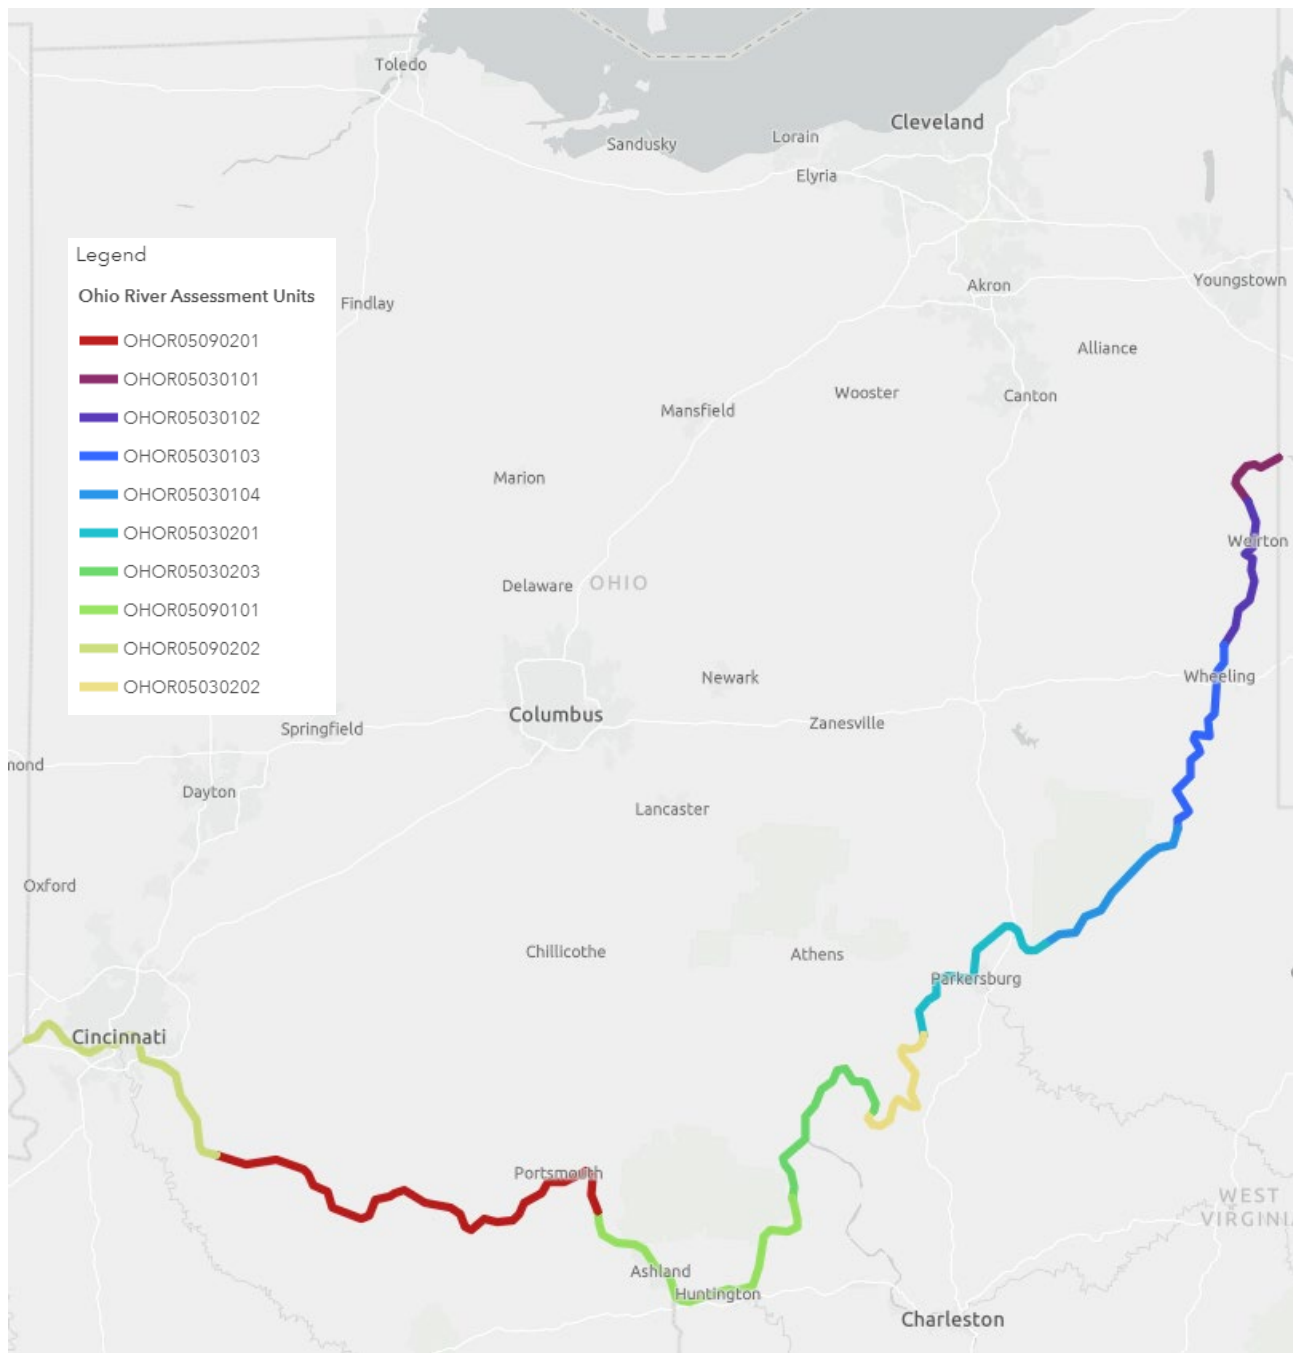 Toledo
Cleveland
Lorain
Sandusky
Elyria
Legend
Youngstown
Akron
Ohio River Assessment Units
Findlay
OHOR05090201
Alliance
OHOR05030101
Wooster
Canton
Mansfield
OHOR05030102
OHOR05030103
Marion
OHOR05030104
OHOR05030201
Weirton
OHOR05030203
Delaware
OHIO
OHOR05090101
OHOR05090202
Newark
Wheeling
OHOR05030202
Columbus
Zanesville
Springfield
mond
Dayton
Lancaster
Oxford
Chillicothe
Athens
Parkersburg
Cincinnati
Portsmouth
WEST
VIRGINIA
Ashland
Huntington
Charleston